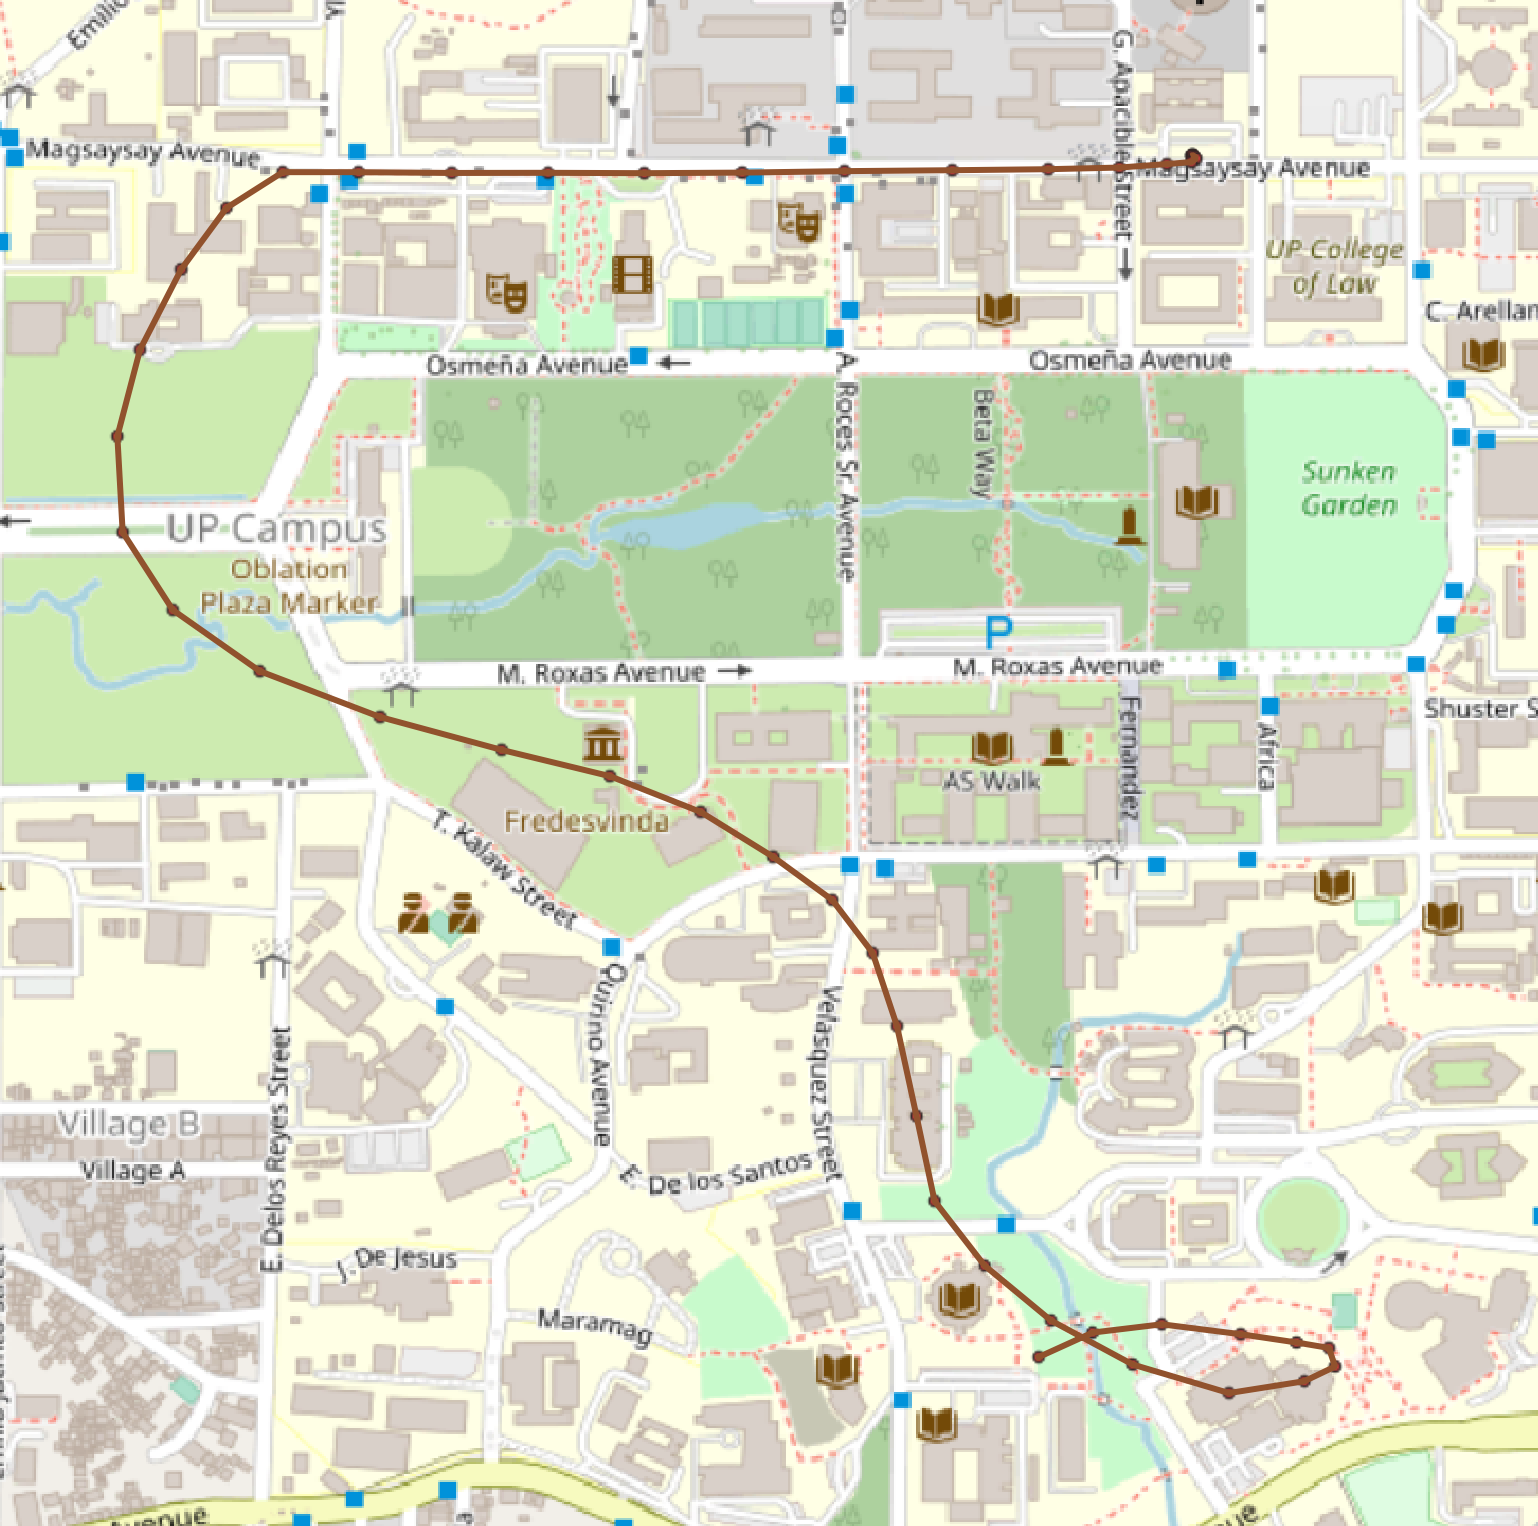 Emilio
G. Apacible Street
Magsaysay Avenue
Magsaysay Avenue
UP College
of Law
C. Arellan
Osmeña Avenue
Osmeña Avenue
A. Roces Sr. Avenue
Beta Way
Sunken
Garden
UP Campus
Oblation
Plaza Marker
P
M. Roxas Avenue
M. Roxas Avenue
Fernandez
Africa
Shuster S
AS Walk
Fredesvinda
T. Kalaw Street
Quirino Avenue
Velasquez Street
E. Delos Reyes Street
Village B
Village A
E. De los Santos
J. De Jesus
Maramag
venue
ue
a